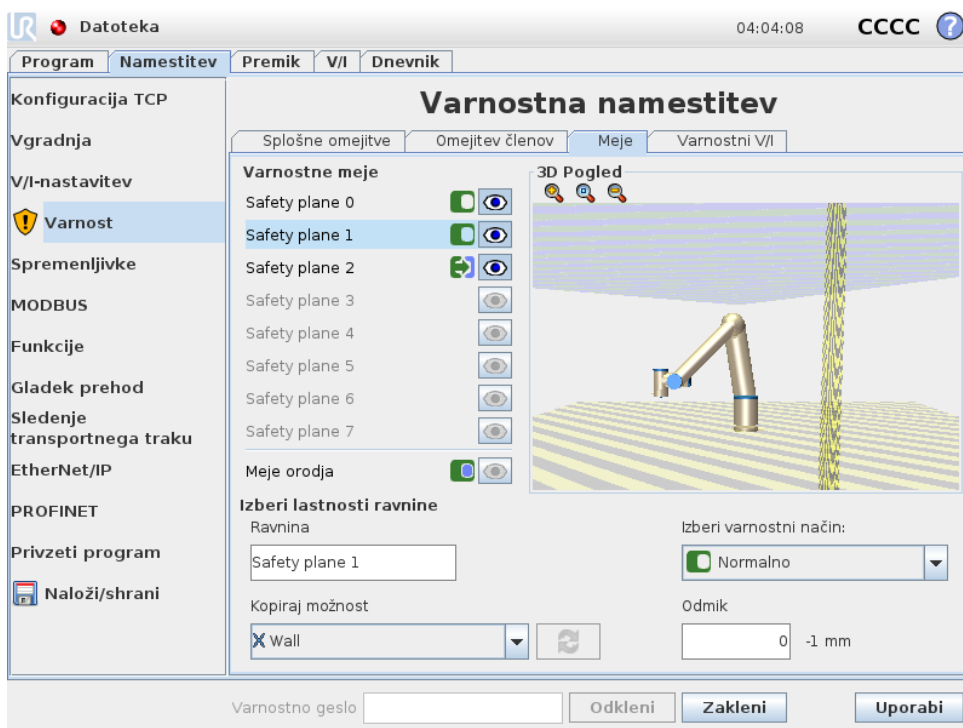 UR Datoteka 04:04:08 CCCC ?
Program Namestitev Premik V/I Dnevnik
Konfiguracija TCP
Vgradnja
V/I-nastavitev
Varnost
Spremenljivke
MODBUS
Funkcije
Gladek prehod
Sledenje
transportnega traku
EtherNet/IP
PROFINET
Privzeti program
Naloži/shrani
Varnostna namestitev
Splošne omejitve Omejitev členov Meje Varnostni V/I
Varnostne meje
Safety plane 0
Safety plane 1
Safety plane 2
Safety plane 3
Safety plane 4
Safety plane 5
Safety plane 6
Safety plane 7
Meje orodja
3D Pogled
Izberi lastnosti ravnine
Ravnina
Safety plane 1
Kopiraj možnost
Wall
Izberi varnostni način:
Normalno
Odmik
0 -1 mm
Varnostno geslo Odkleni Zakleni Uporabi